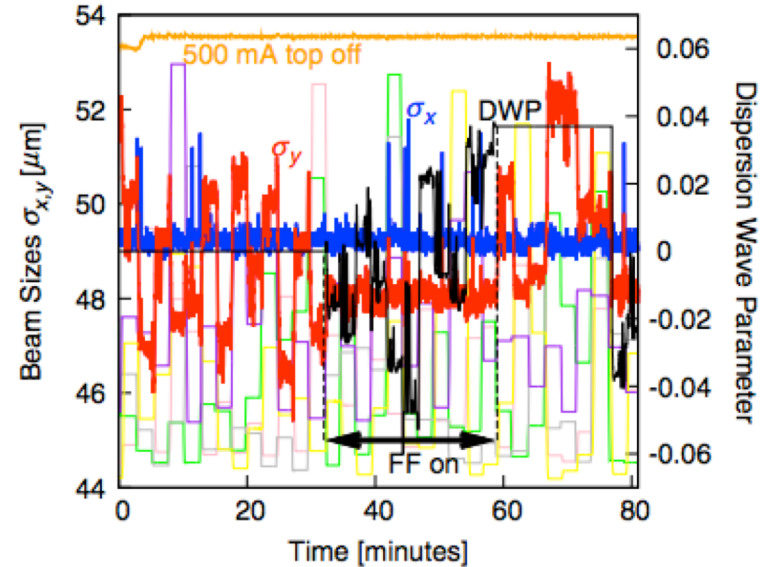 54
52
50
48
46
44
Beam Sizes σx,y [μm]
500 mA top off
σx
σy
DWP
FF on
0.06
0.04
0.02
0
-0.02
-0.04
-0.06
Dispersion Wave Parameter
0 20 40 60 80
Time [minutes]